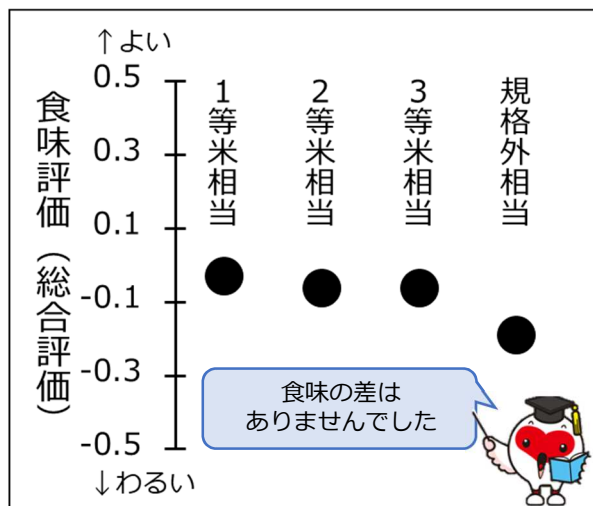 ↑よい
0.5
0.3
0.1
-0.1
-0.3
-0.5
↓わるい
食味評価（総合評価）
1等米相当
2等米相当
3等米相当
規格外相当
食味の差は
ありませんでした